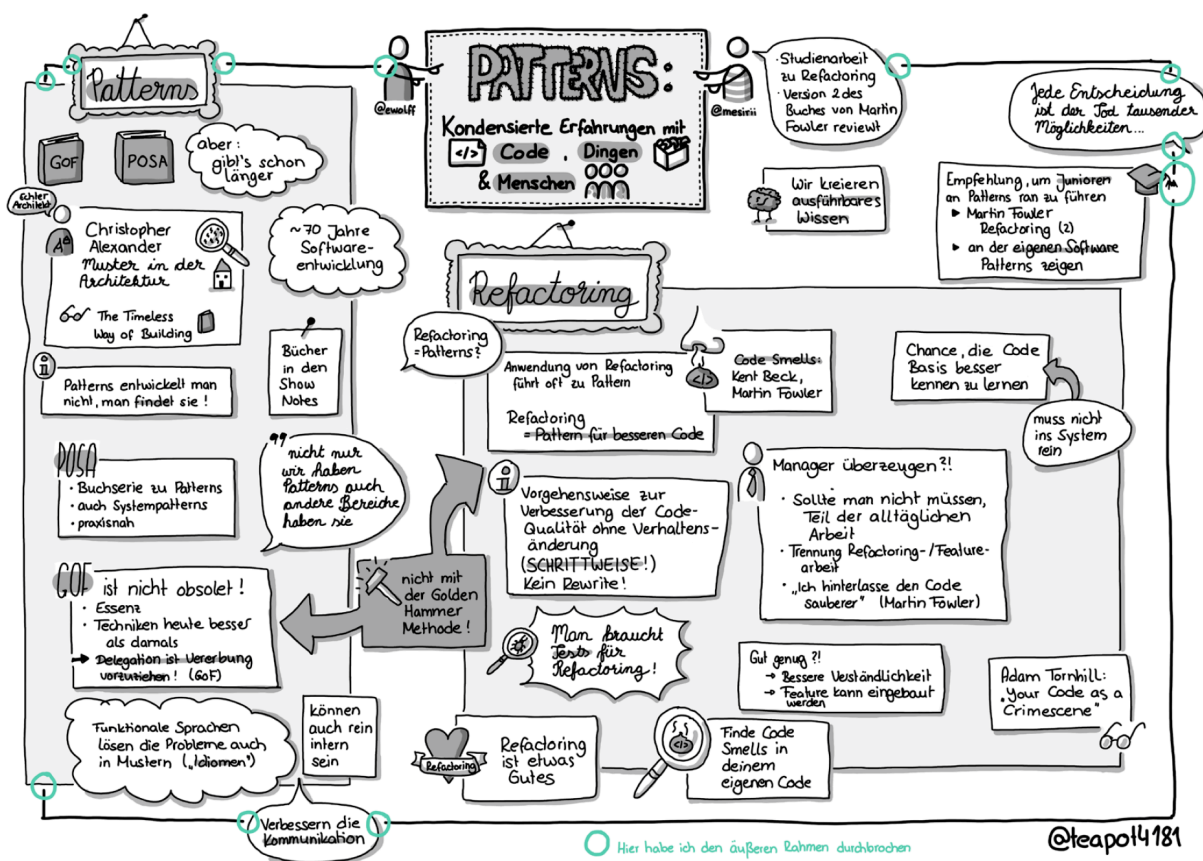 PATTERNS:
Kondensierte Erfahrungen mit
</> Code, Dingen
& Menschen
@ewolff
@mesirii
· Studienarbeit
zu Refactoring
· Version 2 des
Buches von Martin
Fowler reviewt
Jede Entscheidung
ist der Tod tausender
Möglichkeiten...
Wir kreieren
ausführbares
Wissen
Empfehlung, um Junioren
an Patterns ran zu führen
▸ Martin Fowler
Refactoring (2)
▸ an der eigenen Software
Patterns zeigen
Patterns
GOF
POSA
aber:
gibt's schon
länger
Echter
Architekt
A
Christopher
Alexander
Muster in der
Architektur
The Timeless
Way of Building
~70 Jahre
Software-
entwicklung
Bücher
in den
Show
Notes
i
Patterns entwickelt man
nicht, man findet sie!
POSA
· Buchserie zu Patterns
· auch Systempatterns
· praxisnah
" nicht nur
wir haben
Patterns auch
andere Bereiche
haben sie
GOF ist nicht obsolet!
· Essenz
· Techniken heute besser
als damals
→ Delegation ist Vererbung
vorzuziehen! (GoF)
nicht mit
der Golden
Hammer
Methode!
Funktionale Sprachen
lösen die Probleme auch
in Mustern („Idiomen")
können
auch rein
intern
sein
Verbessern die
Kommunikation
Refactoring
Refactoring
=Patterns?
Anwendung von Refactoring
führt oft zu Pattern
Refactoring
= Pattern für besseren Code
</>
Code Smells:
Kent Beck,
Martin Fowler
Chance, die Code
Basis besser
kennen zu lernen
muss nicht
ins System
rein
i
Vorgehensweise zur
Verbesserung der Code-
Qualität ohne Verhaltens-
änderung
(SCHRITTWEISE!)
Kein Rewrite!
Manager überzeugen?!
· Sollte man nicht müssen,
Teil der alltäglichen
Arbeit
· Trennung Refactoring-/Feature-
arbeit
· „Ich hinterlasse den Code
sauberer" (Martin Fowler)
Man braucht
Tests für
Refactoring!
Gut genug?!
→ Bessere Verständlichkeit
→ Feature kann eingebaut
werden
Adam Tornhill:
„Your Code as a
Crimescene"
Refactoring
Refactoring
ist etwas
Gutes
</>
Finde Code
Smells in
deinem
eigenen Code
Hier habe ich den äußeren Rahmen durchbrochen
@teapot4181